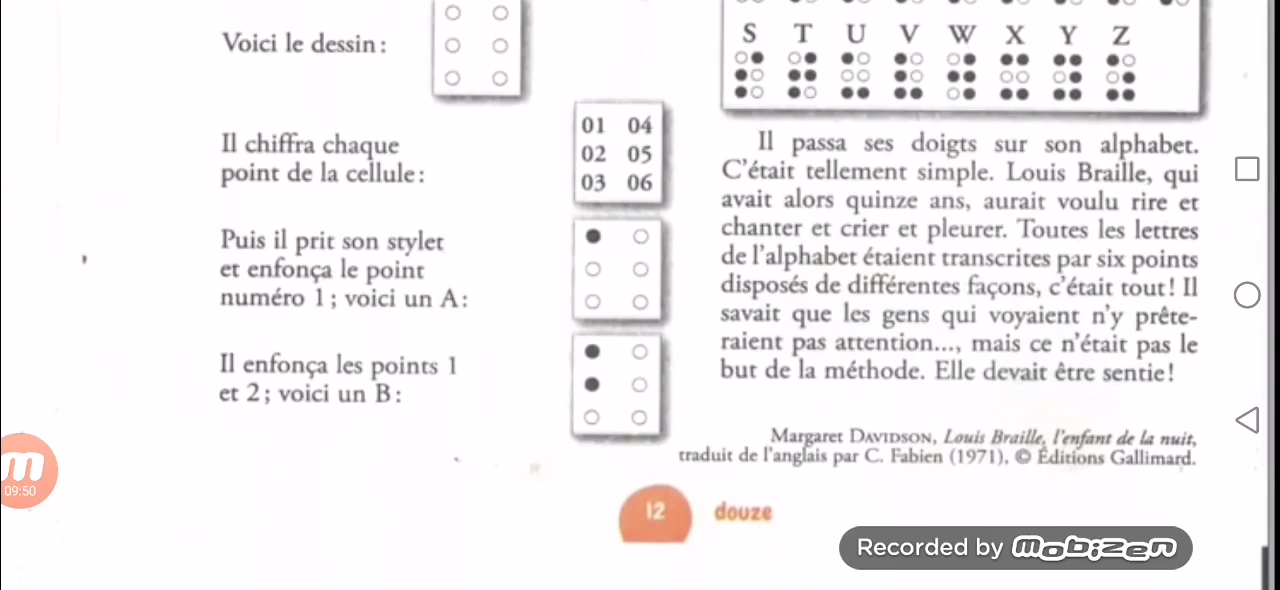 Voici le dessin :
Il chiffra chaque
point de la cellule :
01 04
02 05
03 06
Puis il prit son stylet
et enfonça le point
numéro 1 ; voici un A :
Il enfonça les points 1
et 2 ; voici un B :
S T U V W X Y Z
Il passa ses doigts sur son alphabet.
C'était tellement simple. Louis Braille, qui
avait alors quinze ans, aurait voulu rire et
chanter et crier et pleurer. Toutes les lettres
de l'alphabet étaient transcrites par six points
disposés de différentes façons, c'était tout ! Il
savait que les gens qui voyaient n'y prête-
raient pas attention..., mais ce n'était pas le
but de la méthode. Elle devait être sentie !
Margaret DAVIDSON, Louis Braille, l'enfant de la nuit,
traduit de l'anglais par C. Fabien (1971), © Éditions Gallimard.
12 douze
09:50
Recorded by mobizen